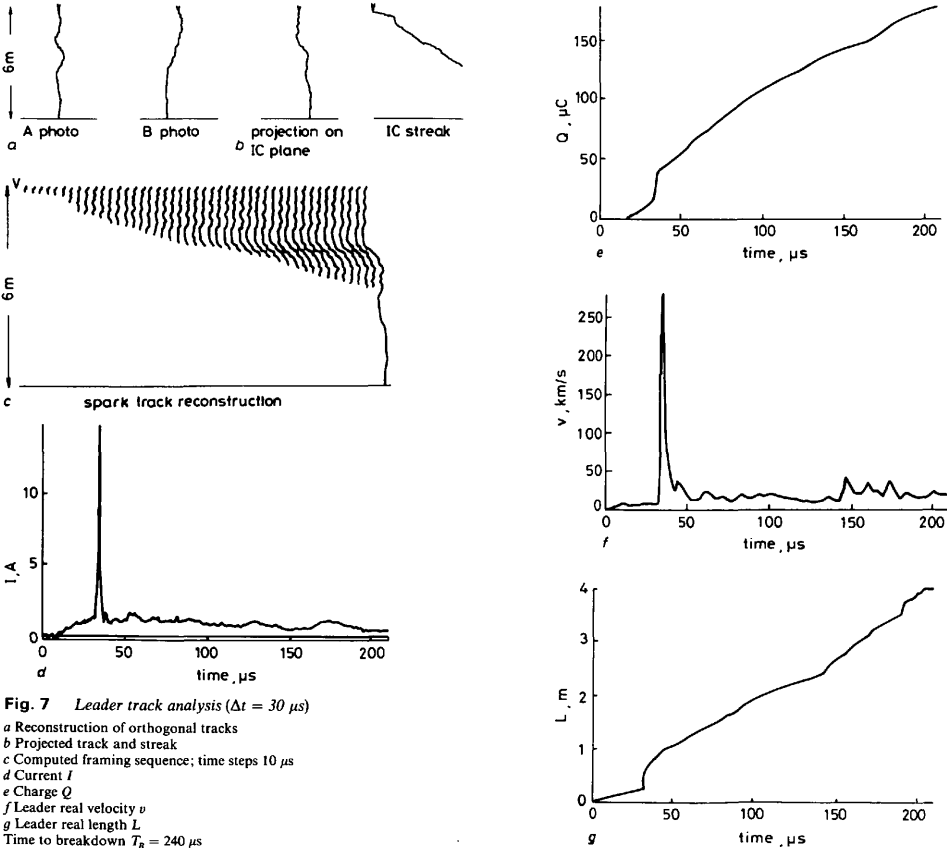 6m
A photo
B photo
projection on
IC plane
IC streak
a
b
V
6m
c
spark track reconstruction
I,A
10
5
0
0
50
100
150
200
d
time,µs
Fig. 7 Leader track analysis (Δt = 30 µs)
a Reconstruction of orthogonal tracks
b Projected track and streak
c Computed framing sequence; time steps 10 µs
d Current I
e Charge Q
f Leader real velocity v
g Leader real length L
Time to breakdown T_B = 240 µs
Q, µC
150
100
50
0
0
50
100
150
200
e
time, µs
v, km/s
250
200
150
100
50
0
0
50
100
150
200
f
time, µs
L, m
4
3
2
1
0
0
50
100
150
200
g
time, µs